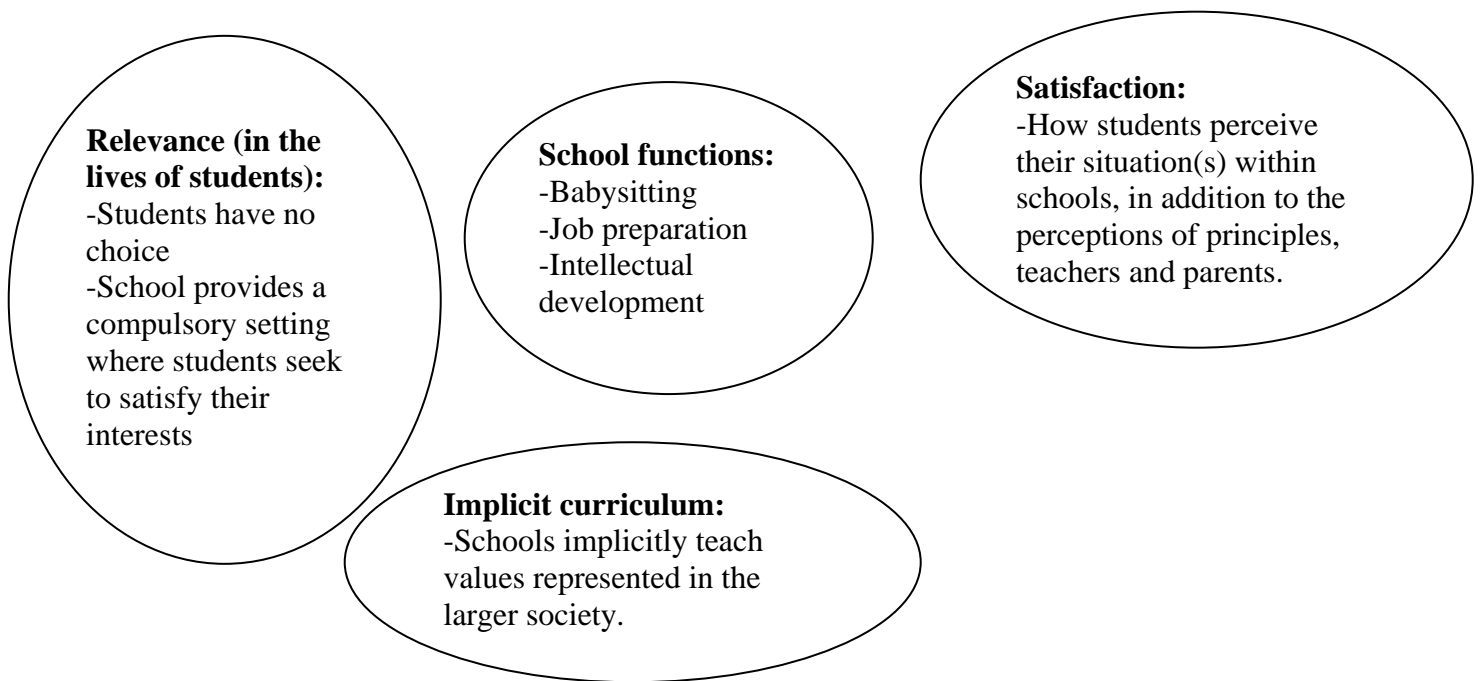 Relevance (in the
lives of students):
-Students have no
choice
-School provides a
compulsory setting
where students seek
to satisfy their
interests
School functions:
-Babysitting
-Job preparation
-Intellectual
development
Satisfaction:
-How students perceive
their situation(s) within
schools, in addition to the
perceptions of principles,
teachers and parents.
Implicit curriculum:
-Schools implicitly teach
values represented in the
larger society.